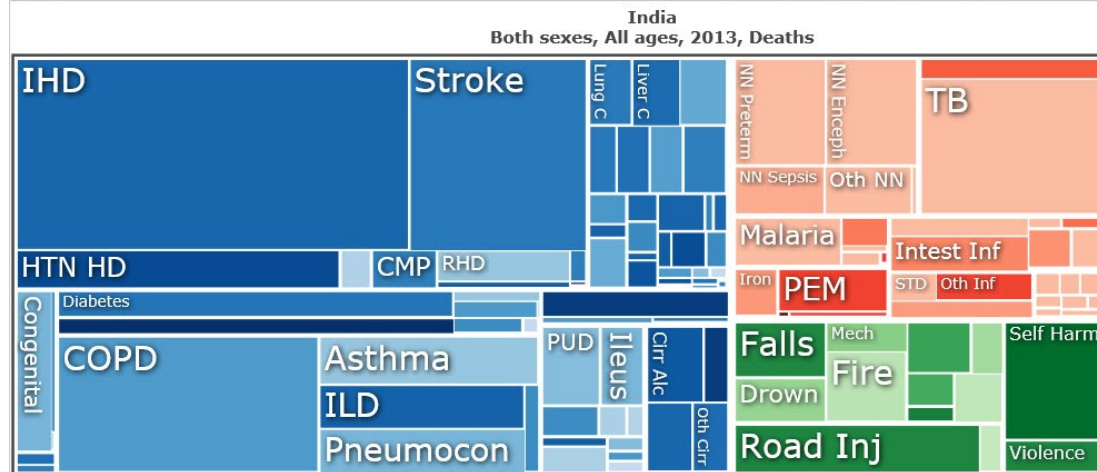 India
Both sexes, All ages, 2013, Deaths
IHD
Stroke
Lung C
Liver C
HTN HD
CMP
RHD
Congenital
Diabetes
COPD
Asthma
ILD
Pneumocon
PUD
Ileus
Cirr Alc
Oth Cirr
NN Preterm
NN Enceph
TB
NN Sepsis
Oth NN
Malaria
Intest Inf
Iron
PEM
STD
Oth Inf
Falls
Mech
Self Harm
Drown
Fire
Road Inj
Violence